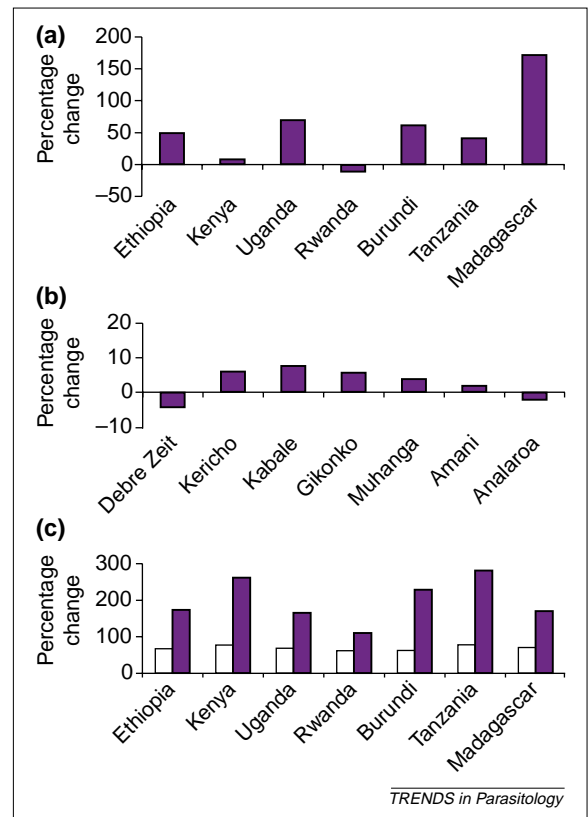 (a)
Percentage
change
200
150
100
50
0
–50
Ethiopia
Kenya
Uganda
Rwanda
Burundi
Tanzania
Madagascar
(b)
Percentage
change
20
10
0
–10
Debre Zeit
Kericho
Kabale
Gikonko
Muhanga
Amani
Analaroa
(c)
Percentage
change
300
200
100
0
Ethiopia
Kenya
Uganda
Rwanda
Burundi
Tanzania
Madagascar
TRENDS in Parasitology